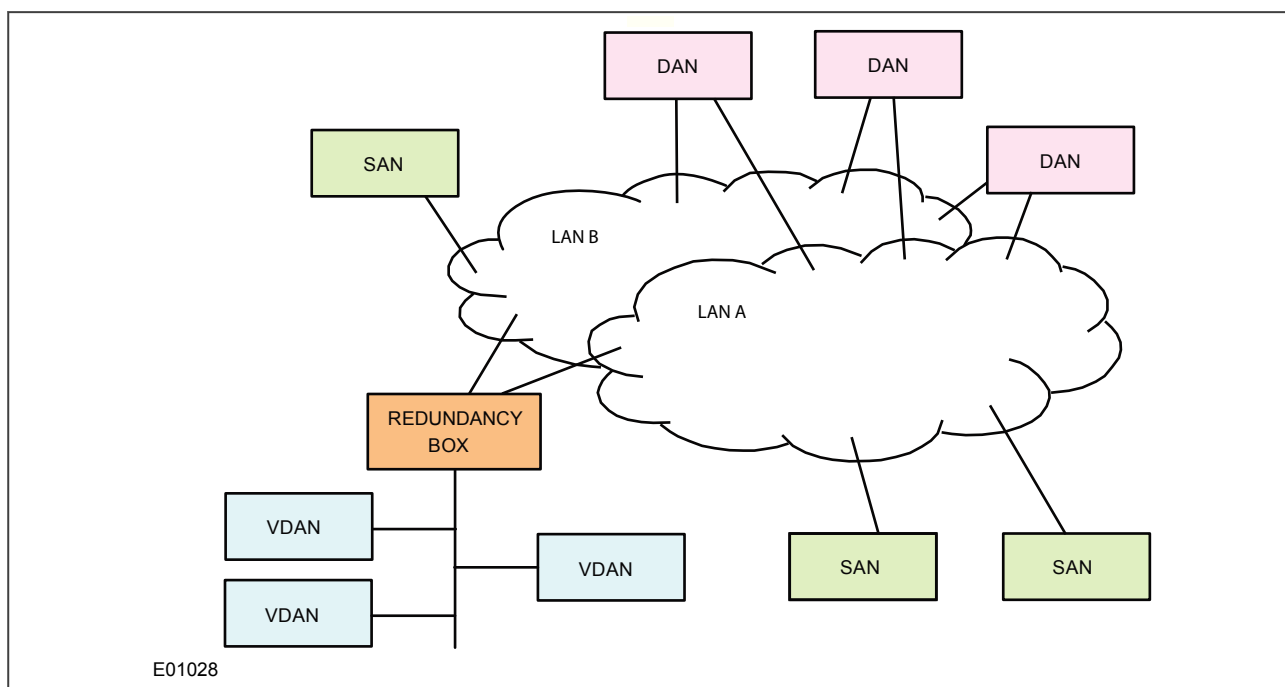 DAN
DAN
DAN
SAN
LAN B
LAN A
REDUNDANCY
BOX
VDAN
VDAN
VDAN
SAN
SAN
E01028